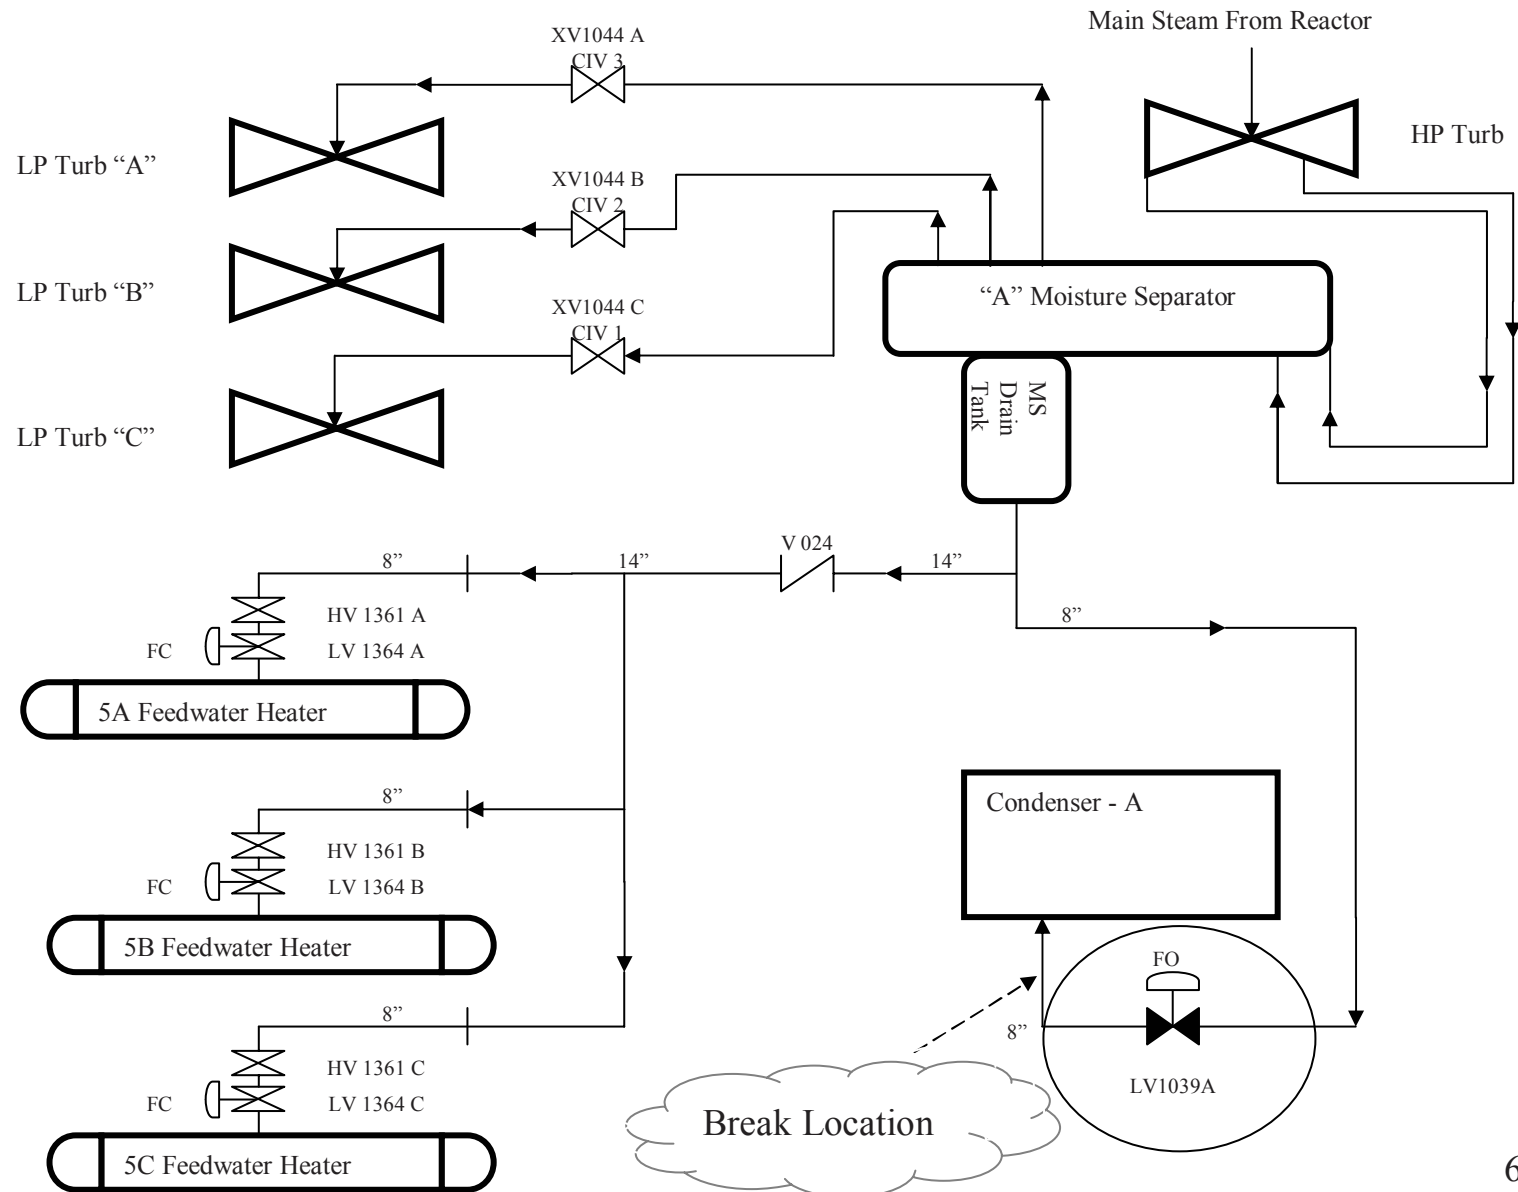 Main Steam From Reactor
XV1044 A
CIV 3
HP Turb
LP Turb “A”
XV1044 B
CIV 2
LP Turb “B”
“A” Moisture Separator
XV1044 C
CIV 1
LP Turb “C”
MS
Drain
Tank
8”
14”
V 024
14”
8”
HV 1361 A
FC
LV 1364 A
5A Feedwater Heater
8”
HV 1361 B
FC
LV 1364 B
5B Feedwater Heater
Condenser - A
FO
8”
LV1039A
8”
HV 1361 C
FC
LV 1364 C
5C Feedwater Heater
Break Location
6